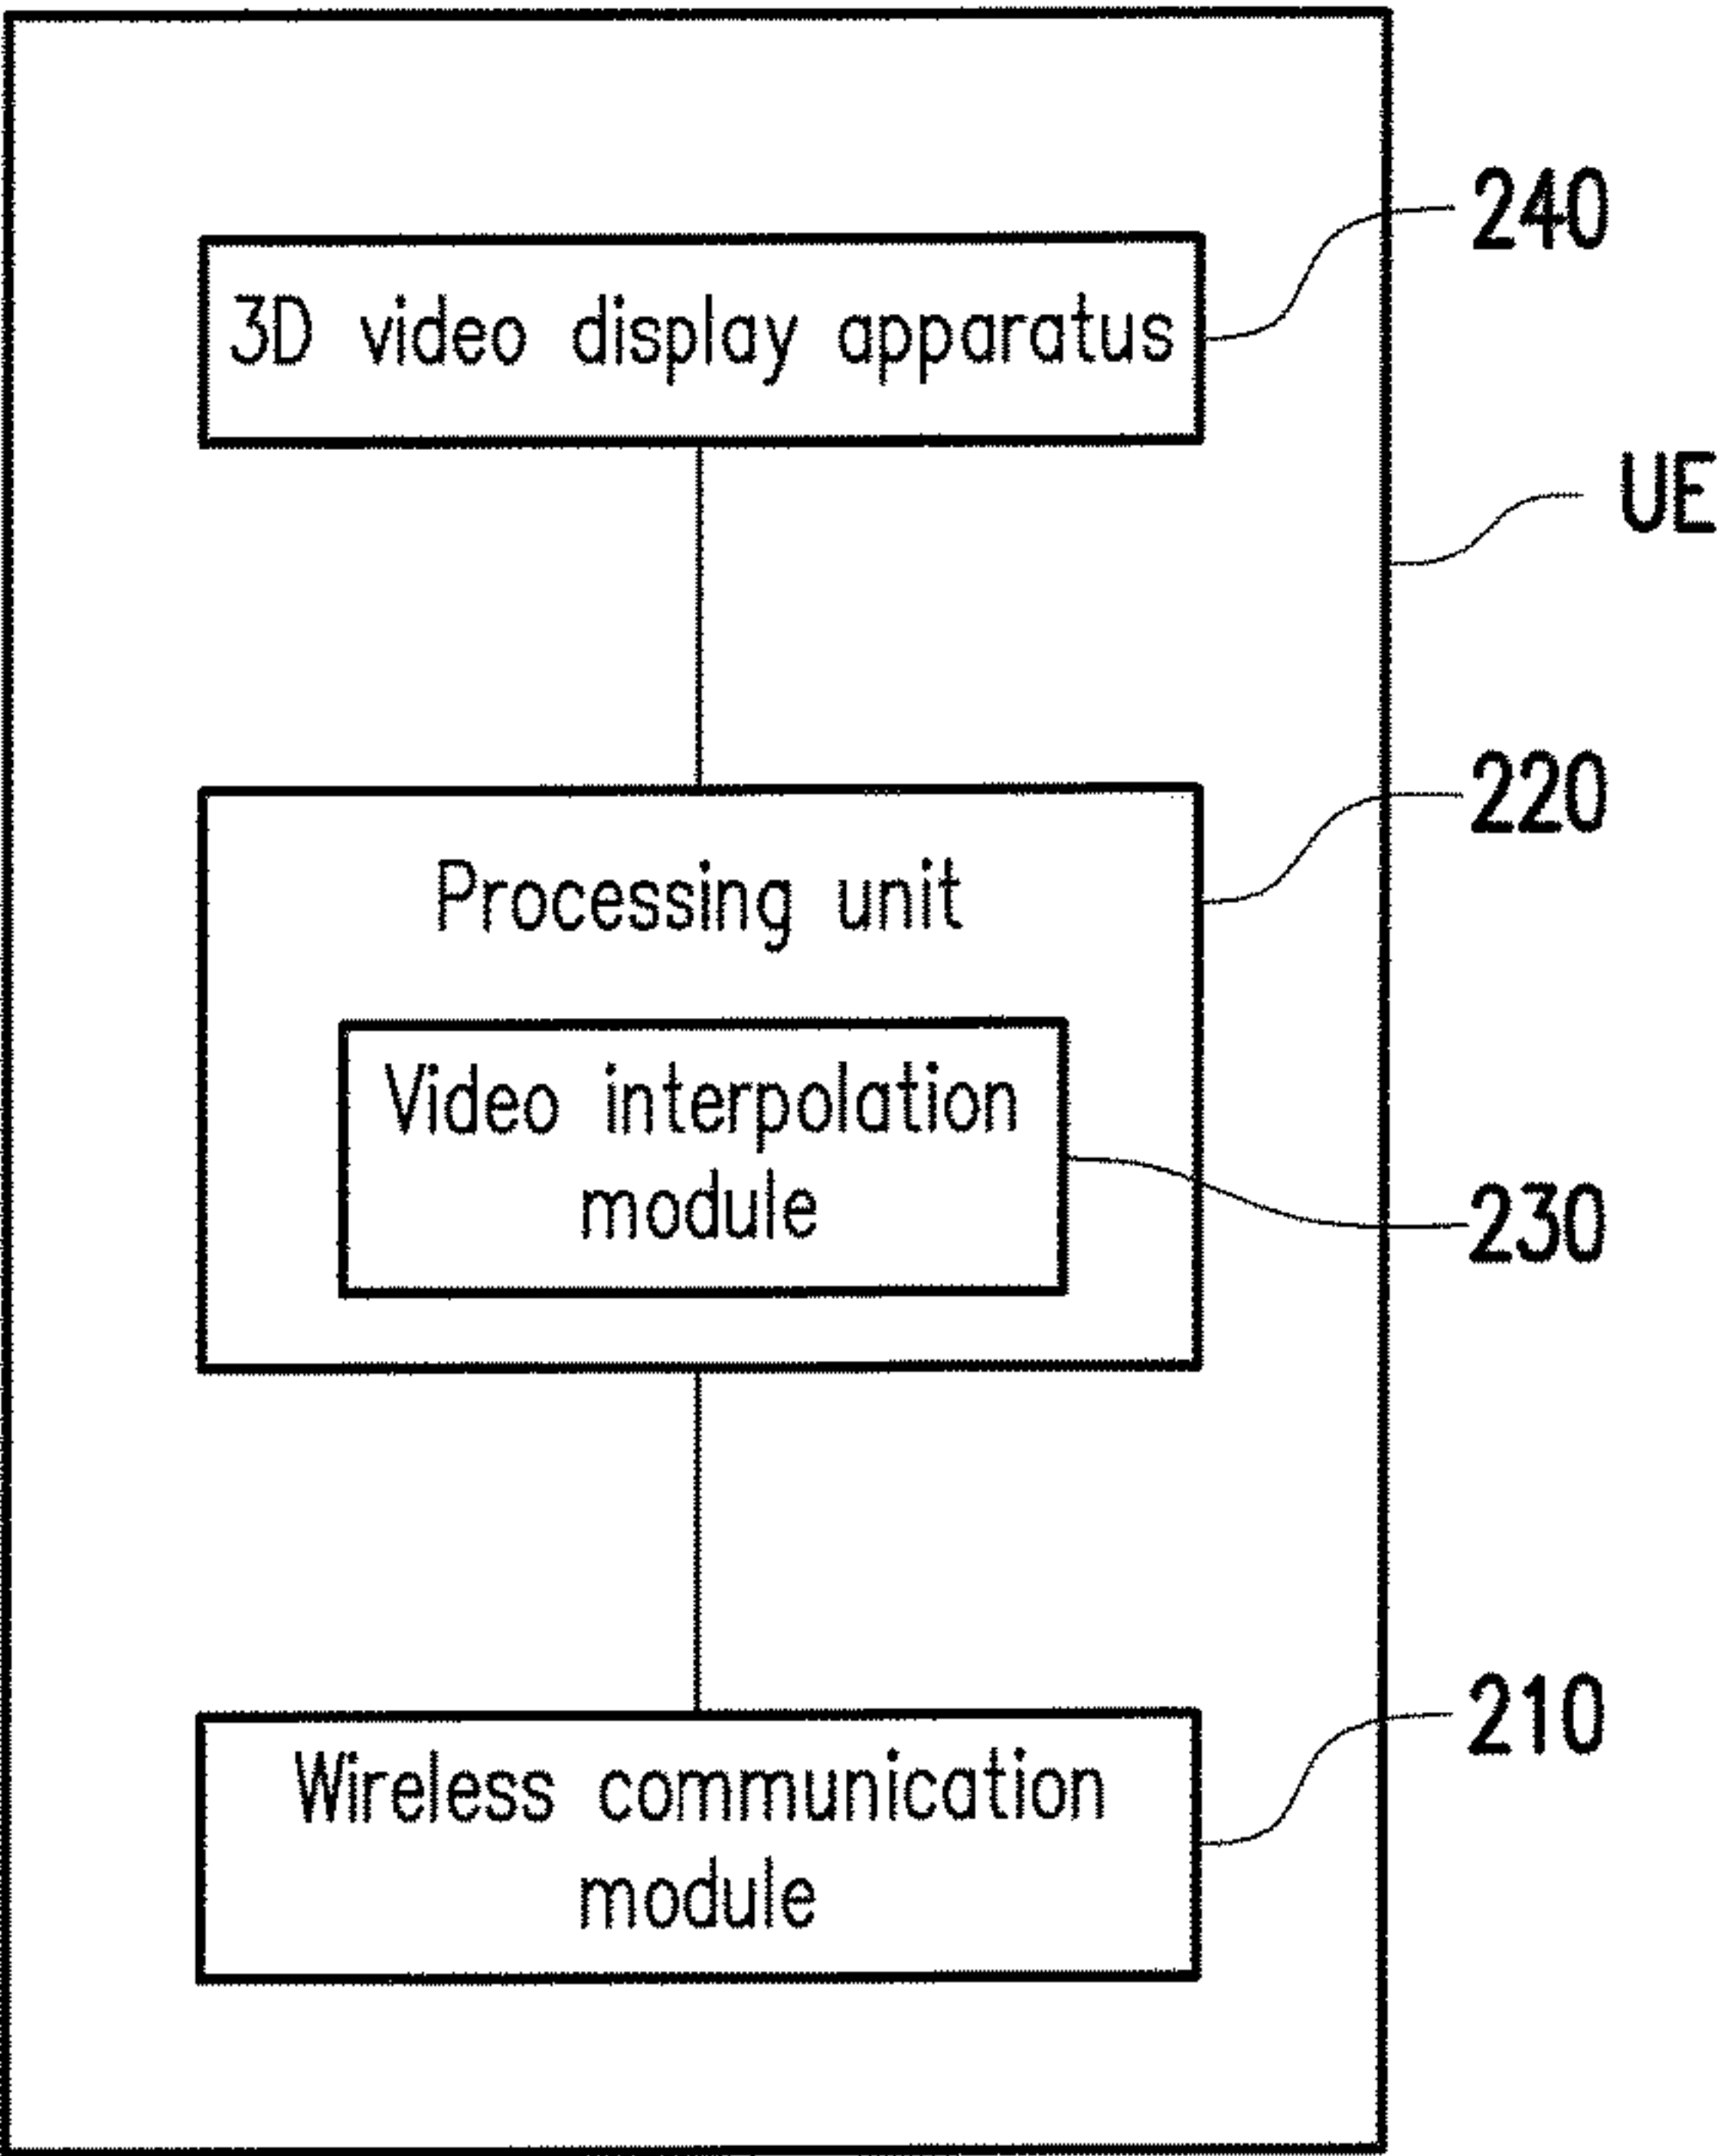 240
3D video display apparatus
UE
220
Processing unit
Video interpolation
module
230
210
Wireless communication
module